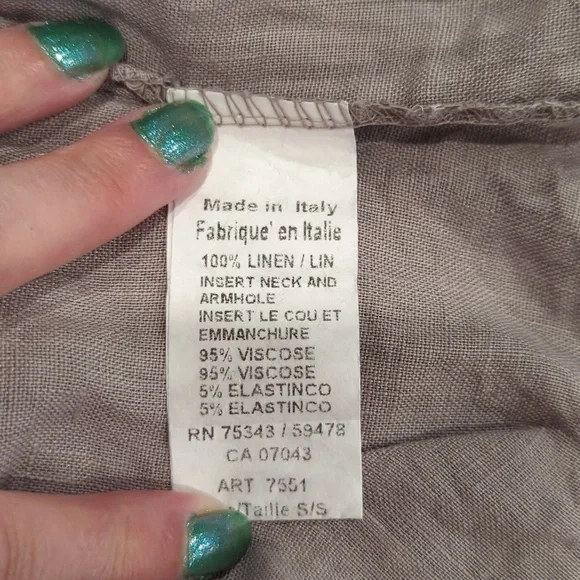 Made in Italy
Fabrique' en Italie
100% LINEN / LIN
INSERT NECK AND
ARMHOLE
INSERT LE COU ET
EMMANCHURE
95% VISCOSE
95% VISCOSE
5% ELASTINCO
5% ELASTINCO
RN 75343 / 59478
CA 07043
ART 7551
/Taille S/S